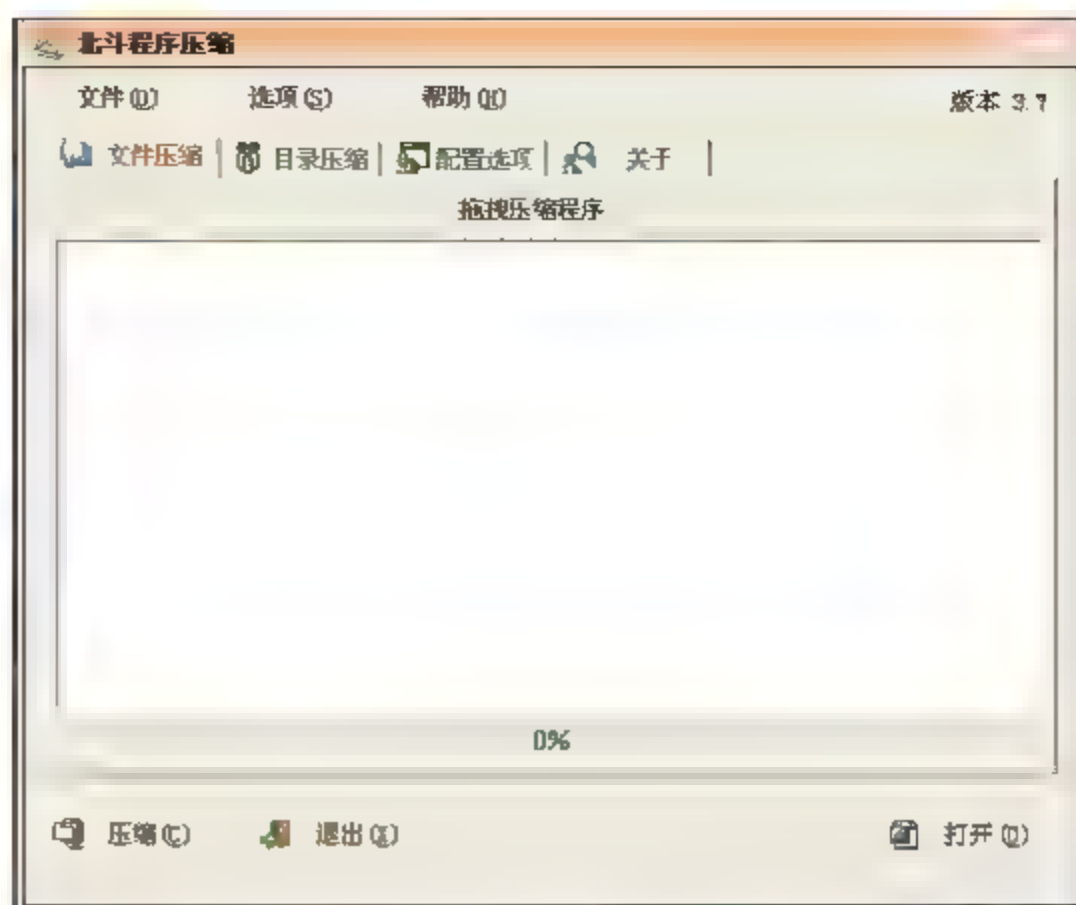 北斗程序压缩
文件(D) 选项(S) 帮助(H) 版本 3.7
文件压缩 目录压缩 配置选项 关于
拖拽压缩程序
0%
压缩(C) 退出(X) 打开(O)